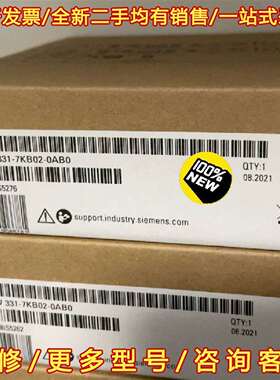 发票/全新二手均有销售/一站式
331-7KB02-0AB0
S5276
100%
NEW
QTY:1
08.2021
support.industry.siemens.com
331-7KB02-0AB0
QTY:1
08.2021
修/更多型号/咨询客